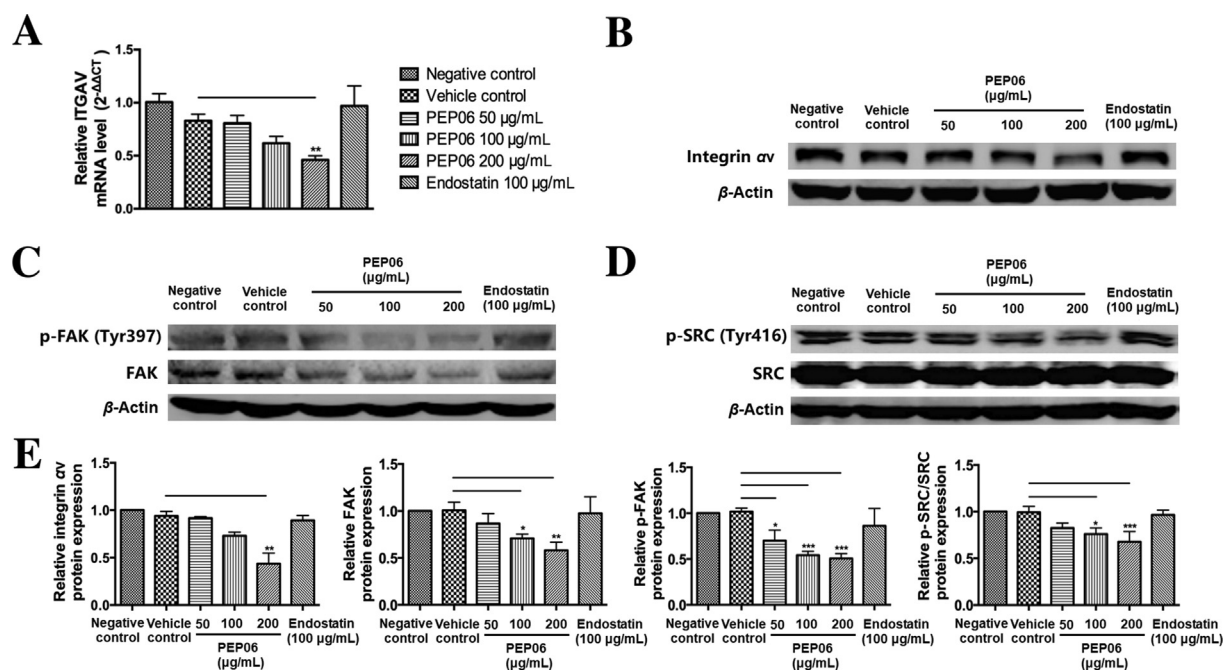 A
Relative ITGAV
mRNA level (2-ΔΔCT)
1.5
1.0
0.5
0.0
**
Negative control
Vehicle control
PEP06 50 μg/mL
PEP06 100 μg/mL
PEP06 200 μg/mL
Endostatin 100 μg/mL
B
PEP06
(μg/mL)
Negative control
Vehicle control
50 100 200
Endostatin
(100 μg/mL)
Integrin αv
β-Actin
C
PEP06
(μg/mL)
Negative control
Vehicle control
50 100 200
Endostatin
(100 μg/mL)
p-FAK (Tyr397)
FAK
β-Actin
D
PEP06
(μg/mL)
Negative control
Vehicle control
50 100 200
Endostatin
(100 μg/mL)
p-SRC (Tyr416)
SRC
β-Actin
E
Relative integrin αv
protein expression
1.5
1.0
0.5
0.0
**
Negative Vehicle 50 100 200 Endostatin
control control (100 μg/mL)
PEP06
(μg/mL)
Relative FAK
protein expression
1.5
1.0
0.5
0.0
* **
Negative Vehicle 50 100 200 Endostatin
control control (100 μg/mL)
PEP06
(μg/mL)
Relative p-FAK
protein expression
1.5
1.0
0.5
0.0
* *** ***
Negative Vehicle 50 100 200 Endostatin
control control (100 μg/mL)
PEP06
(μg/mL)
Relative p-SRC/SRC
protein expression
1.5
1.0
0.5
0.0
* ***
Negative Vehicle 50 100 200 Endostatin
control control (100 μg/mL)
PEP06
(μg/mL)